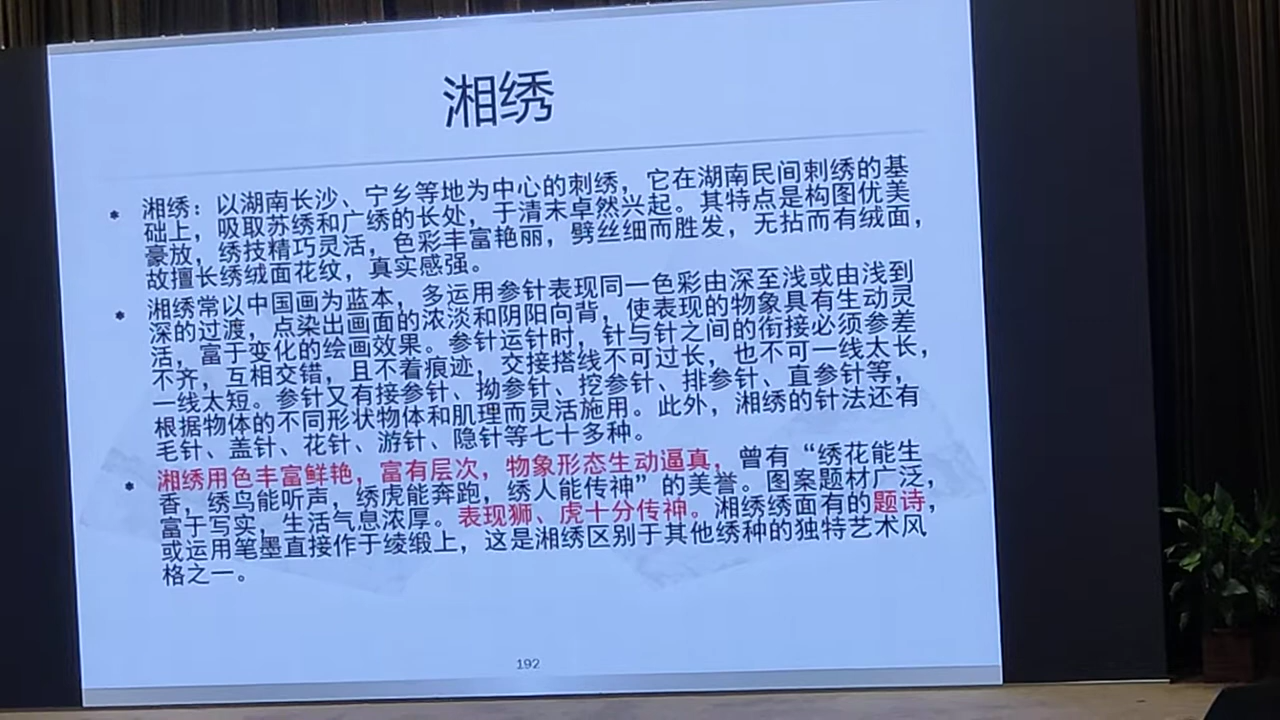 湘绣
* 湘绣：以湖南长沙、宁乡等地为中心的刺绣，它在湖南民间刺绣的基
础上，吸取苏绣和广绣的长处，于清末卓然兴起。其特点是构图优美
豪放，绣技精巧灵活，色彩丰富艳丽，劈丝细而胜发，无拈而有绒面，
故擅长绣绒面花纹，真实感强。
* 湘绣常以中国画为蓝本，多运用参针表现同一色彩由深至浅或由浅到
深的过渡，点染出画面的浓淡和阴阳向背，使表现的物象具有生动灵
活，富于变化的绘画效果。参针运针时，针与针之间的衔接必须参差
不齐，互相交错，且不着痕迹，交接搭线不可过长，也不可一线太长，
一线太短。参针又有接参针、拗参针、挖参针、排参针、直参针等，
根据物体的不同形状物体和肌理而灵活施用。此外，湘绣的针法还有
毛针、盖针、花针、游针、隐针等七十多种。
* 湘绣用色丰富鲜艳，富有层次，物象形态生动逼真，曾有“绣花能生
香，绣鸟能听声，绣虎能奔跑，绣人能传神”的美誉。图案题材广泛，
富于写实，生活气息浓厚。表现狮、虎十分传神。湘绣绣面有的题诗，
或运用笔墨直接作于绫缎上，这是湘绣区别于其他绣种的独特艺术风
格之一。
192